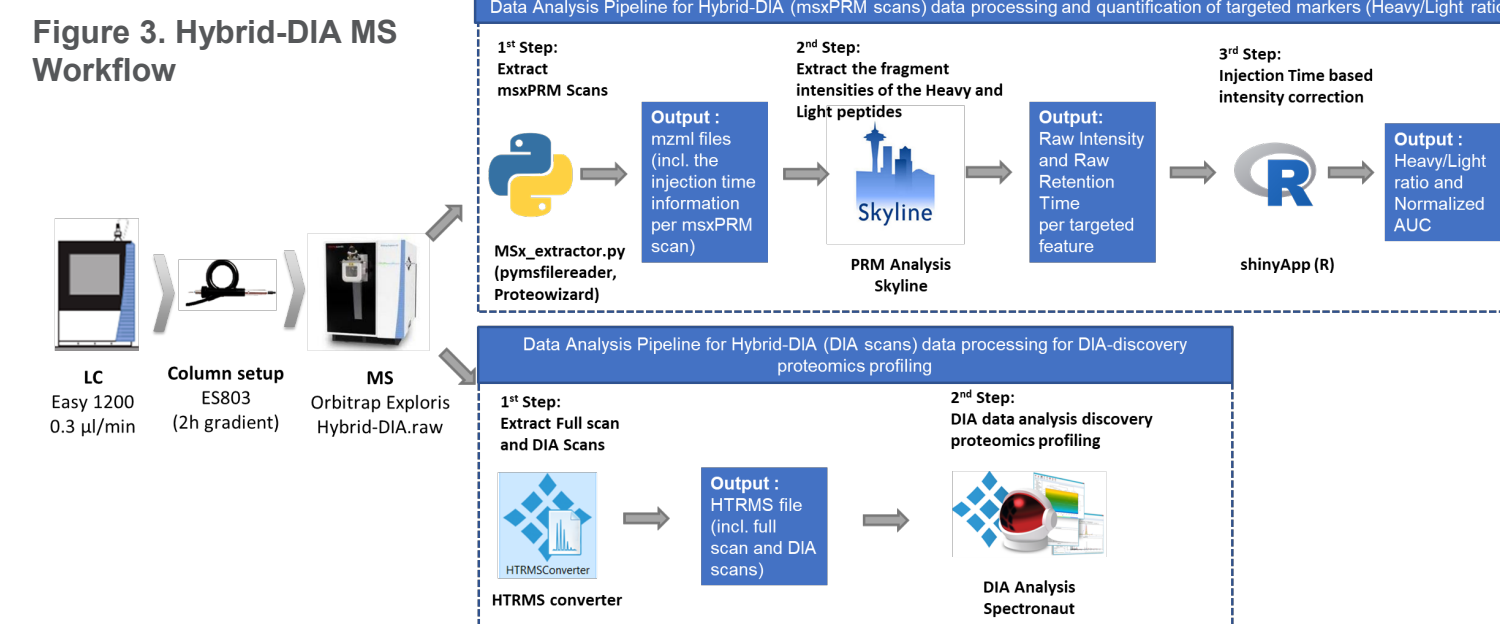 Figure 3. Hybrid-DIA MS
Workflow
LC
Easy 1200
0.3 µl/min
Column setup
ES803
(2h gradient)
MS
Orbitrap Exploris
Hybrid-DIA.raw
Data Analysis Pipeline for Hybrid-DIA (msxPRM scans) data processing and quantification of targeted markers (Heavy/Light ratio
1st Step:
Extract
msxPRM Scans
MSx_extractor.py
(pymsfilereader,
Proteowizard)
Output :
mzml files
(incl. the
injection time
information
per msxPRM
scan)
2nd Step:
Extract the fragment
intensities of the Heavy and
Light peptides
Skyline
PRM Analysis
Skyline
Output:
Raw Intensity
and Raw
Retention
Time
per targeted
feature
3rd Step:
Injection Time based
intensity correction
R
shinyApp (R)
Output :
Heavy/Light
ratio and
Normalized
AUC
Data Analysis Pipeline for Hybrid-DIA (DIA scans) data processing for DIA-discovery
proteomics profiling
1st Step:
Extract Full scan
and DIA Scans
HTRMSConverter
HTRMS converter
Output :
HTRMS file
(incl. full
scan and DIA
scans)
2nd Step:
DIA data analysis discovery
proteomics profiling
DIA Analysis
Spectronaut